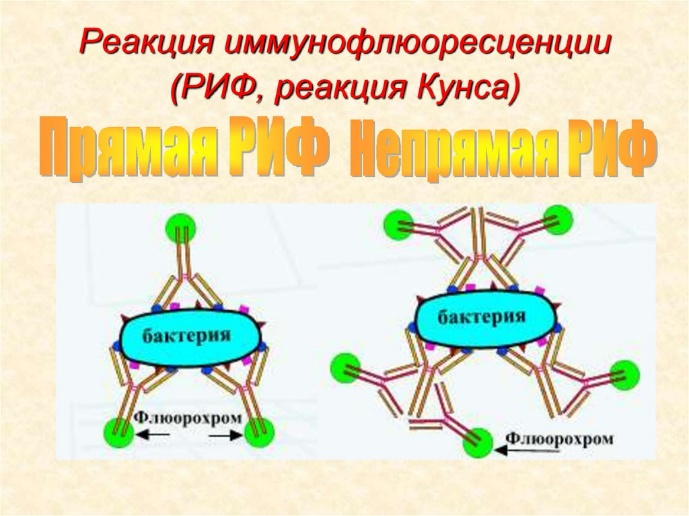 Реакция иммунофлюоресценции
(РИФ, реакция Кунса)
Прямая РИФ Непрямая РИФ
бактерия
Флюорохром
бактерия
Флюорохром